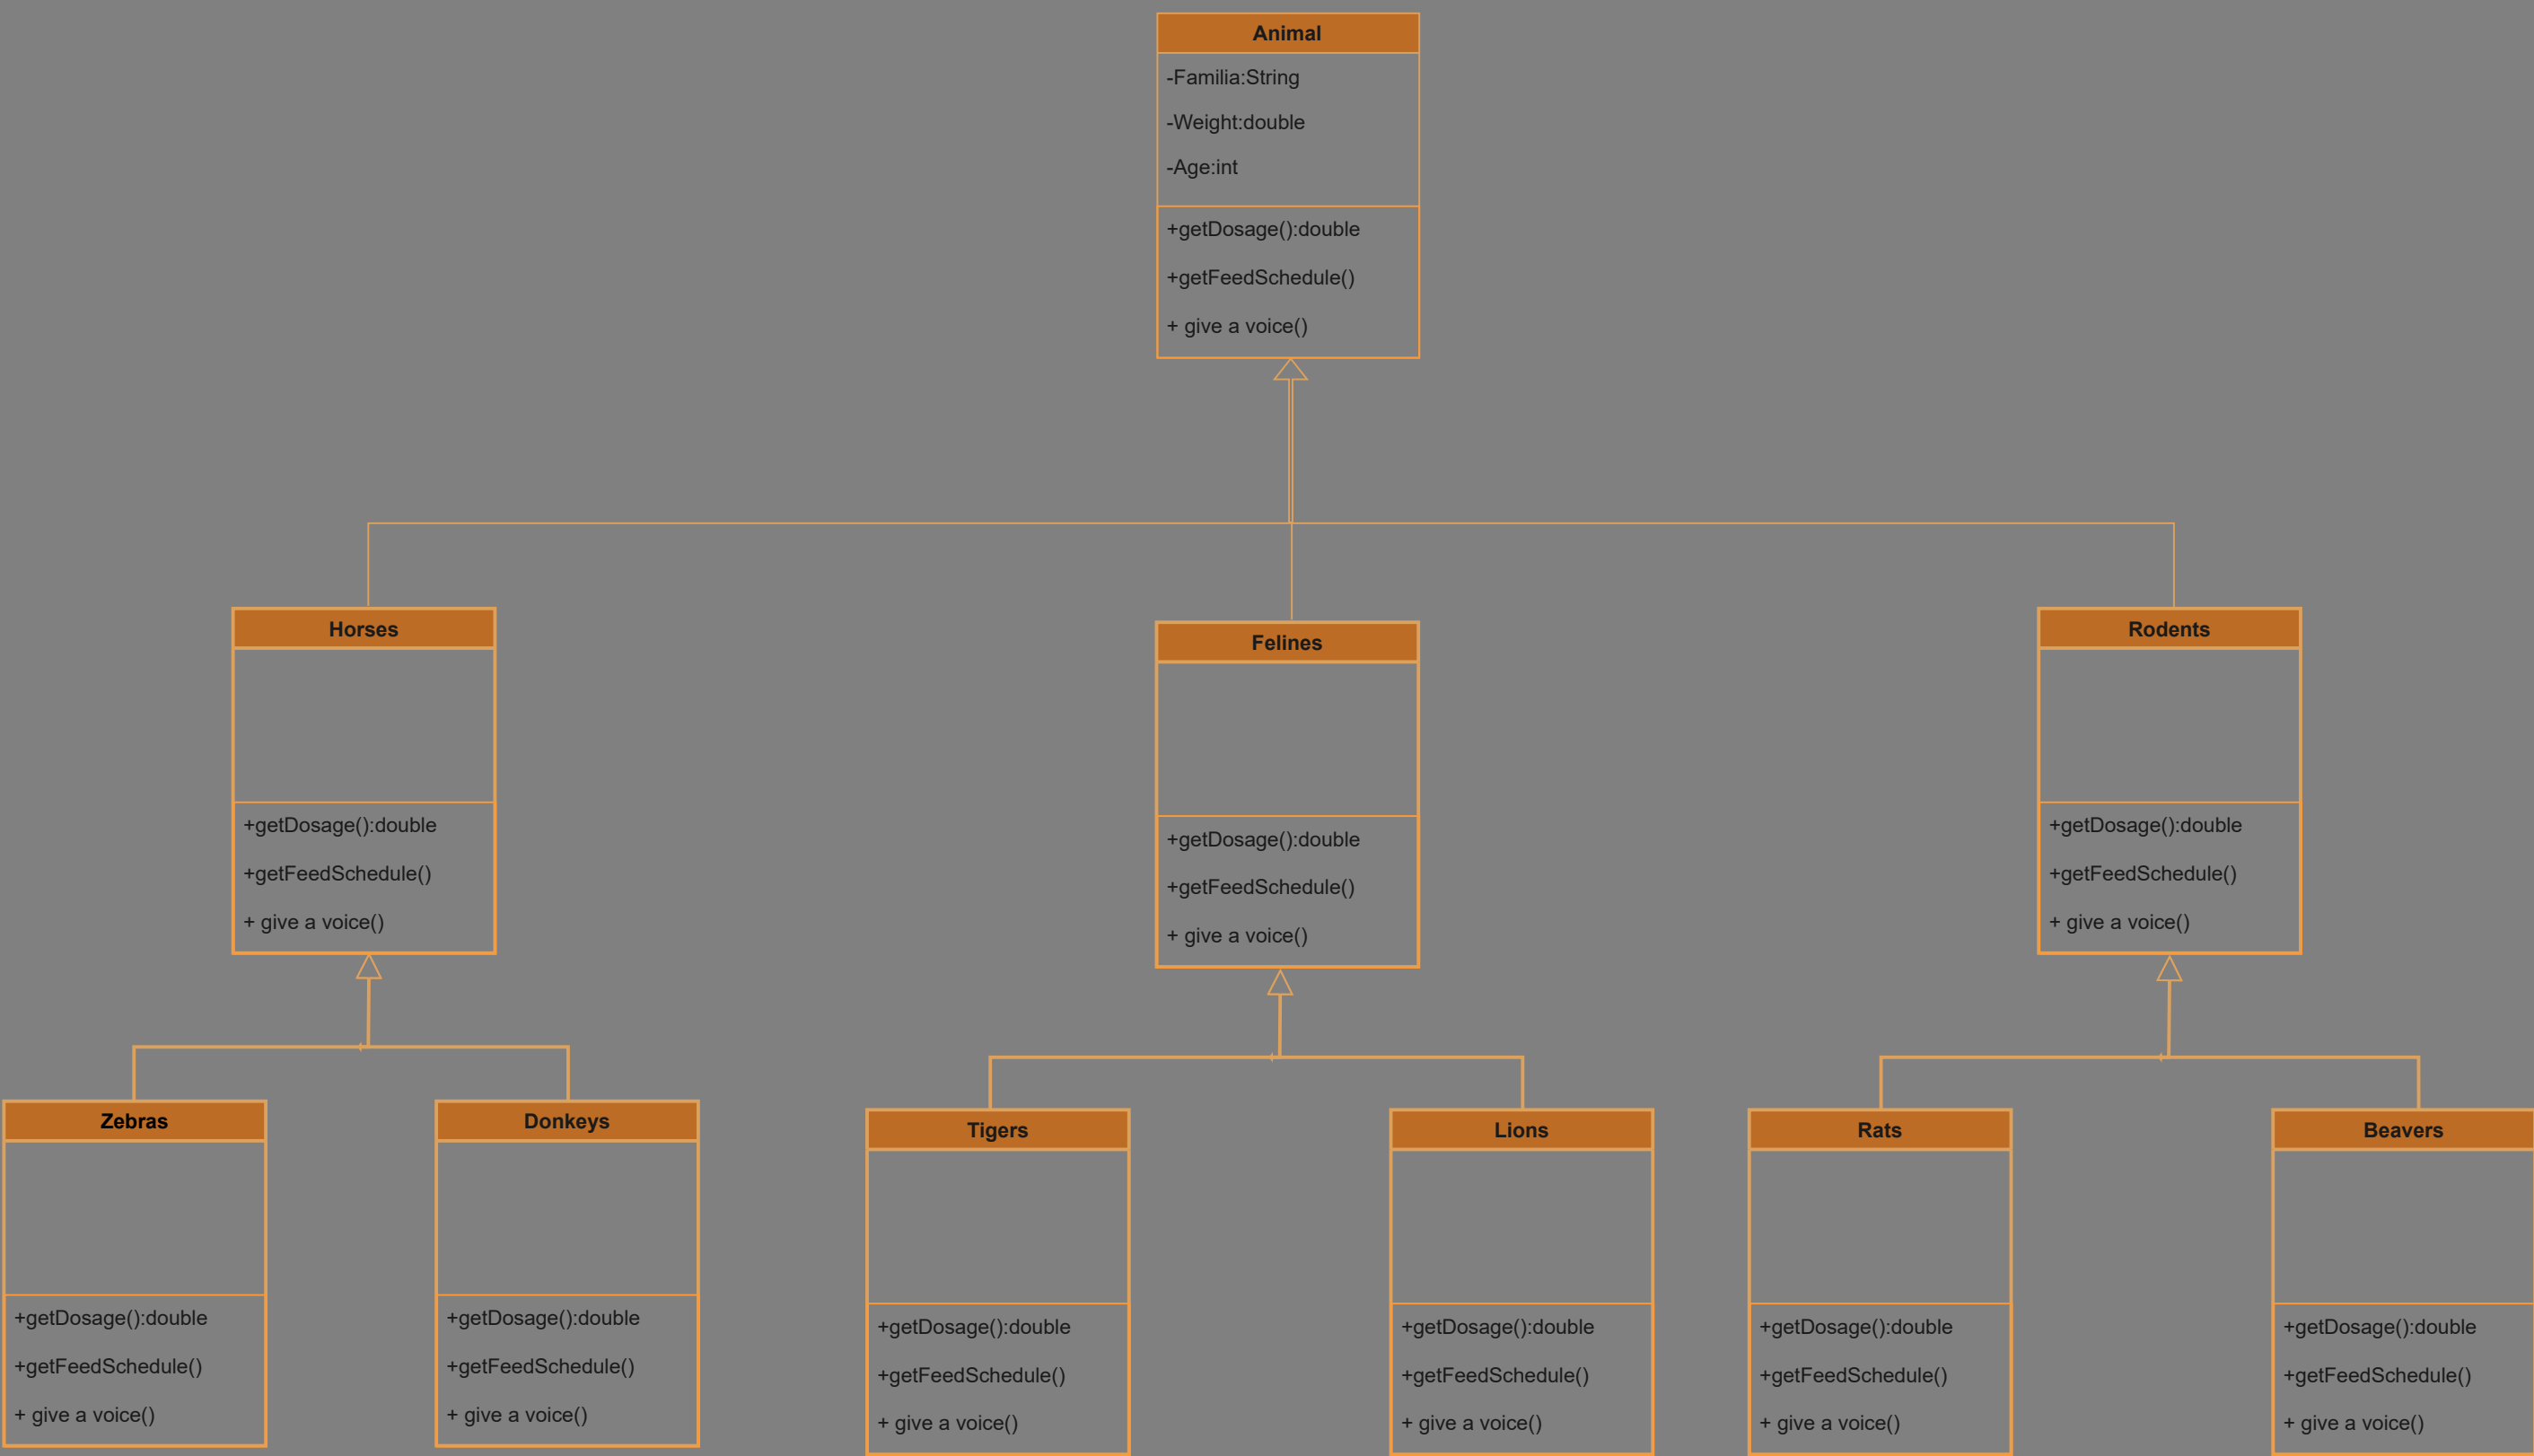 Animal
-Familia:String
-Weight:double
-Age:int
+getDosage():double
+getFeedSchedule()
+ give a voice()
Horses
+getDosage():double
+getFeedSchedule()
+ give a voice()
Felines
+getDosage():double
+getFeedSchedule()
+ give a voice()
Rodents
+getDosage():double
+getFeedSchedule()
+ give a voice()
Zebras
+getDosage():double
+getFeedSchedule()
+ give a voice()
Donkeys
+getDosage():double
+getFeedSchedule()
+ give a voice()
Tigers
+getDosage():double
+getFeedSchedule()
+ give a voice()
Lions
+getDosage():double
+getFeedSchedule()
+ give a voice()
Rats
+getDosage():double
+getFeedSchedule()
+ give a voice()
Beavers
+getDosage():double
+getFeedSchedule()
+ give a voice()